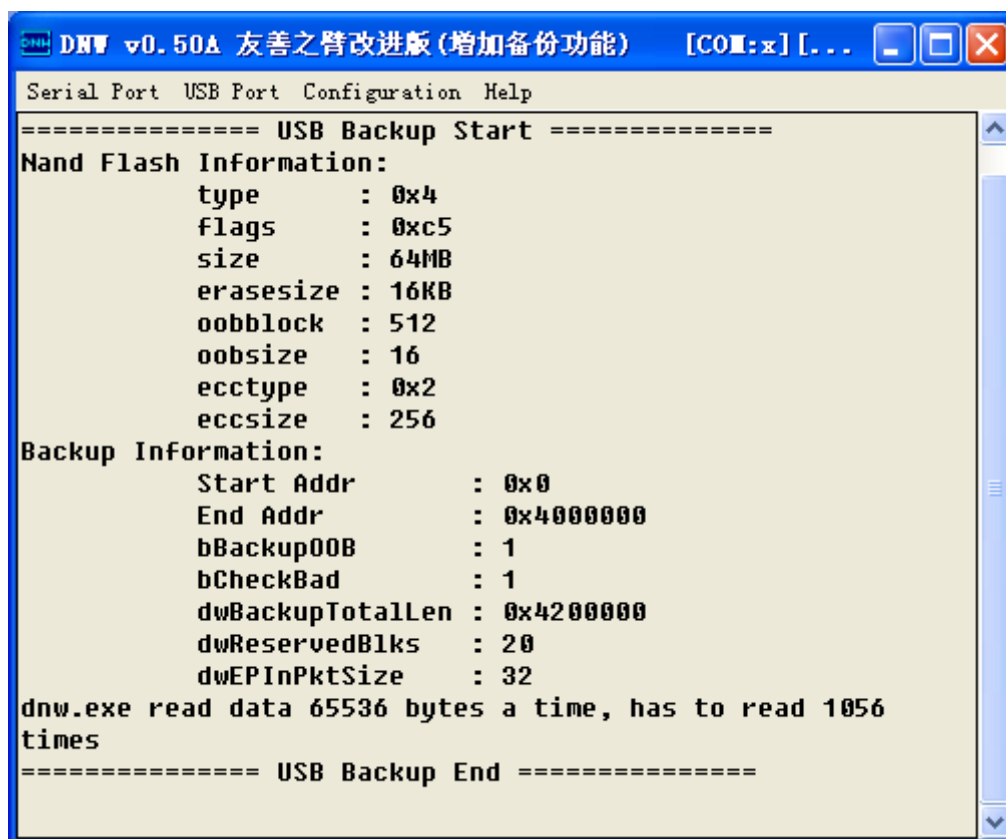 DNW v0.50A 友善之臂改进版(增加备份功能) [COM:x][...
Serial Port USB Port Configuration Help
=============== USB Backup Start ==============
Nand Flash Information:
type : 0x4
flags : 0xc5
size : 64MB
erasesize : 16KB
oobblock : 512
oobsize : 16
ecctype : 0x2
eccsize : 256
Backup Information:
Start Addr : 0x0
End Addr : 0x4000000
bBackupOOB : 1
bCheckBad : 1
dwBackupTotalLen : 0x4200000
dwReservedBlks : 20
dwEPInPktSize : 32
dnw.exe read data 65536 bytes a time, has to read 1056
times
=============== USB Backup End ===============